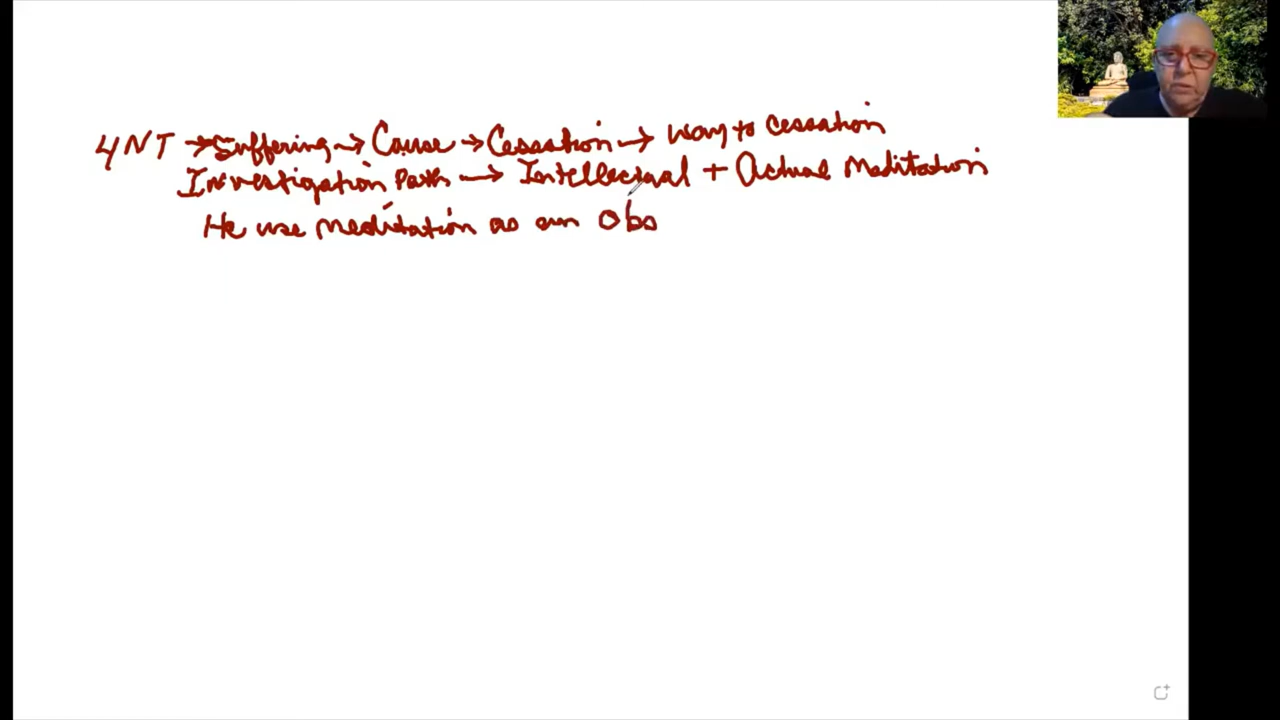 4NT → Suffering → Cause → Cessation → Way to cessation
Investigation Path → Intellectual + Actual Meditation
He use meditation as an Obs